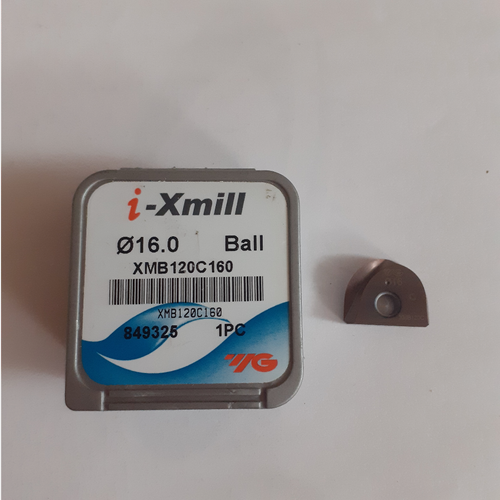 i-Xmill
Ø16.0 Ball
XMB120C160
XMB120C160
849325 1PC
YG